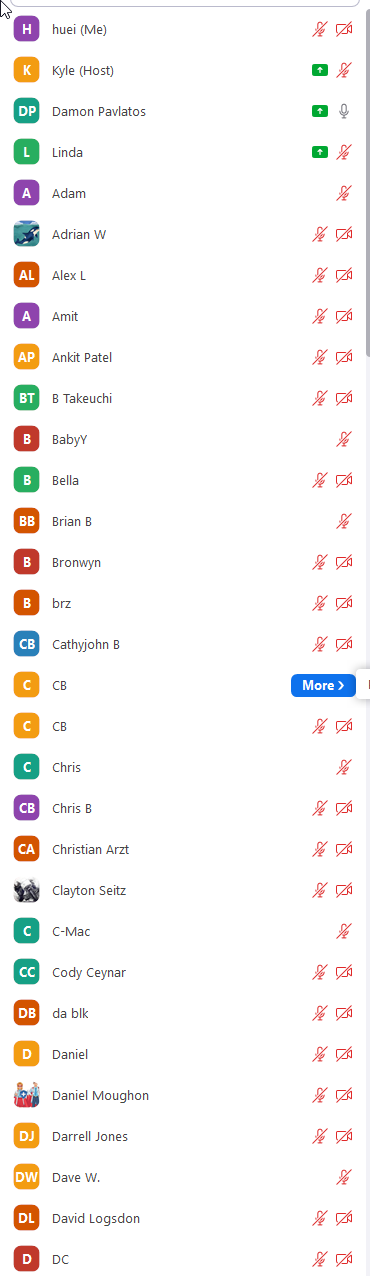 H huei (Me)
K Kyle (Host)
DP Damon Pavlatos
L Linda
A Adam
Adrian W
AL Alex L
A Amit
AP Ankit Patel
BT B Takeuchi
B BabyY
B Bella
BB Brian B
B Bronwyn
B brz
CB Cathyjohn B
C CB More >
C CB
C Chris
CB Chris B
CA Christian Arzt
Clayton Seitz
C C-Mac
CC Cody Ceynar
DB da blk
D Daniel
Daniel Moughon
DJ Darrell Jones
DW Dave W.
DL David Logsdon
D DC